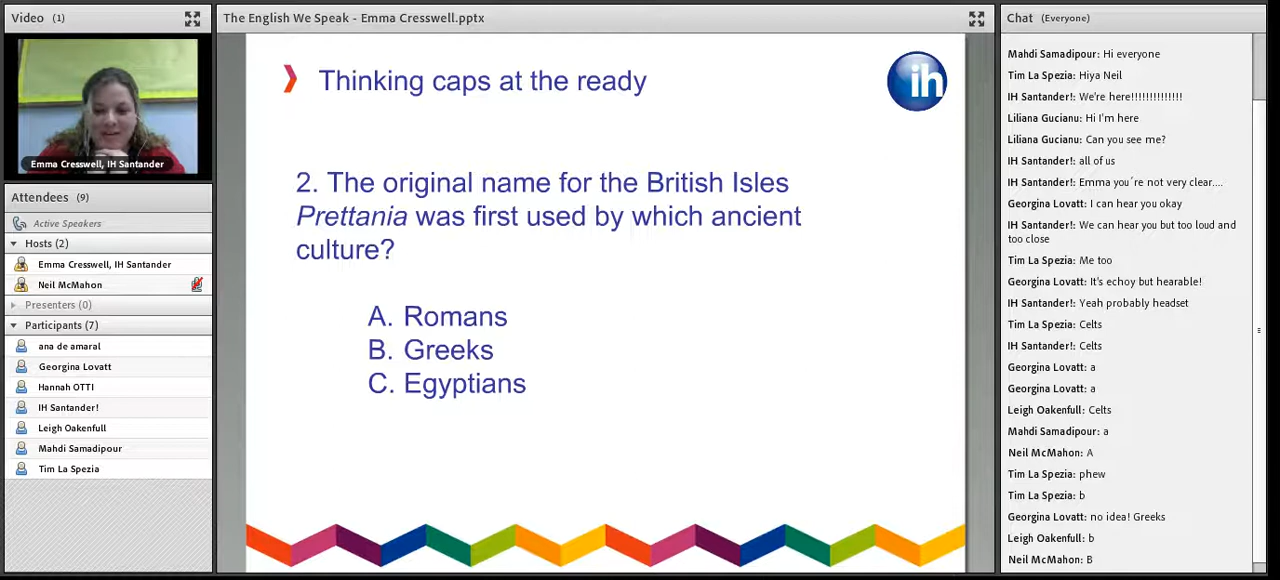 Video (1)
Emma Cresswell, IH Santander
Attendees (9)
Active Speakers
Hosts (2)
Emma Cresswell, IH Santander
Neil McMahon
Presenters (0)
Participants (7)
ana de amaral
Georgina Lovatt
Hannah OTTI
IH Santander!
Leigh Oakenfull
Mahdi Samadipour
Tim La Spezia
The English We Speak - Emma Cresswell.pptx
Thinking caps at the ready
ih
2. The original name for the British Isles
Prettania was first used by which ancient
culture?
A. Romans
B. Greeks
C. Egyptians
Chat (Everyone)
Mahdi Samadipour: Hi everyone
Tim La Spezia: Hiya Neil
IH Santander!: We're here!!!!!!!!!!!!!!
Liliana Gucianu: Hi I'm here
Liliana Gucianu: Can you see me?
IH Santander!: all of us
IH Santander!: Emma you´re not very clear....
Georgina Lovatt: I can hear you okay
IH Santander!: We can hear you but too loud and
too close
Tim La Spezia: Me too
Georgina Lovatt: It's echoy but hearable!
IH Santander!: Yeah probably headset
Tim La Spezia: Celts
IH Santander!: Celts
Georgina Lovatt: a
Georgina Lovatt: a
Leigh Oakenfull: Celts
Mahdi Samadipour: a
Neil McMahon: A
Tim La Spezia: phew
Tim La Spezia: b
Georgina Lovatt: no idea! Greeks
Leigh Oakenfull: b
Neil McMahon: B